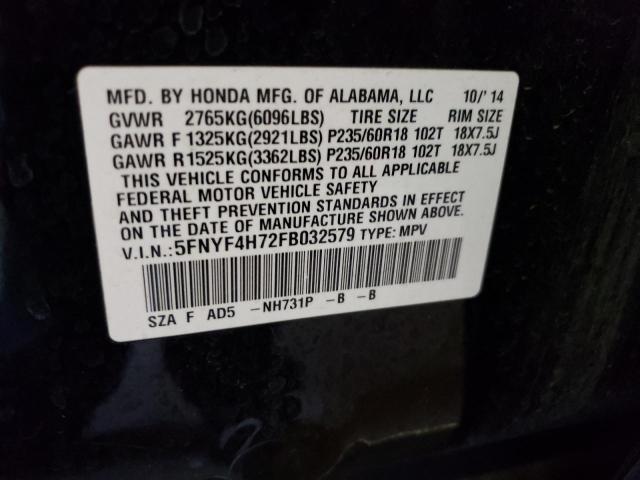 MFD. BY HONDA MFG. OF ALABAMA, LLC 10/'14
GVWR 2765KG(6096LBS) TIRE SIZE RIM SIZE
GAWR F 1325KG(2921LBS) P235/60R18 102T 18X7.5J
GAWR R 1525KG(3362LBS) P235/60R18 102T 18X7.5J
THIS VEHICLE CONFORMS TO ALL APPLICABLE
FEDERAL MOTOR VEHICLE SAFETY
AND THEFT PREVENTION STANDARDS IN EFFECT
ON THE DATE OF MANUFACTURE SHOWN ABOVE.
V.I.N.:5FNYF4H72FB032579 TYPE: MPV
SZA F AD5 -NH731P -B -B